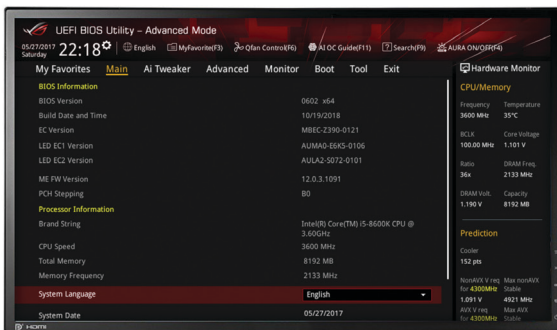 UEFI BIOS Utility – Advanced Mode
05/27/2017
Saturday
22:18
English
MyFavorite(F3)
Qfan Control(F6)
AI OC Guide(F11)
Search(F9)
AURA ON/OFF(F4)
My Favorites Main Ai Tweaker Advanced Monitor Boot Tool Exit
BIOS Information
BIOS Version 0602 x64
Build Date and Time 10/19/2018
EC Version MBEC-Z390-0121
LED EC1 Version AUMA0-E6K5-0106
LED EC2 Version AULA2-S072-0101
ME FW Version 12.0.3.1091
PCH Stepping B0
Processor Information
Brand String Intel(R) Core(TM) i5-8600K CPU @
3.60GHz
CPU Speed 3600 MHz
Total Memory 8192 MB
Memory Frequency 2133 MHz
System Language English
System Date 05/27/2017
Hardware Monitor
CPU/Memory
Frequency Temperature
3600 MHz 35°C
BCLK Core Voltage
100.00 MHz 1.101 V
Ratio DRAM Freq.
36x 2133 MHz
DRAM Volt. Capacity
1.190 V 8192 MB
Prediction
Cooler
152 pts
NonAVX V req Max nonAVX
for 4300MHz Stable
1.091 V 4921 MHz
AVX V req Max AVX
for 4300MHz Stable
HDMI